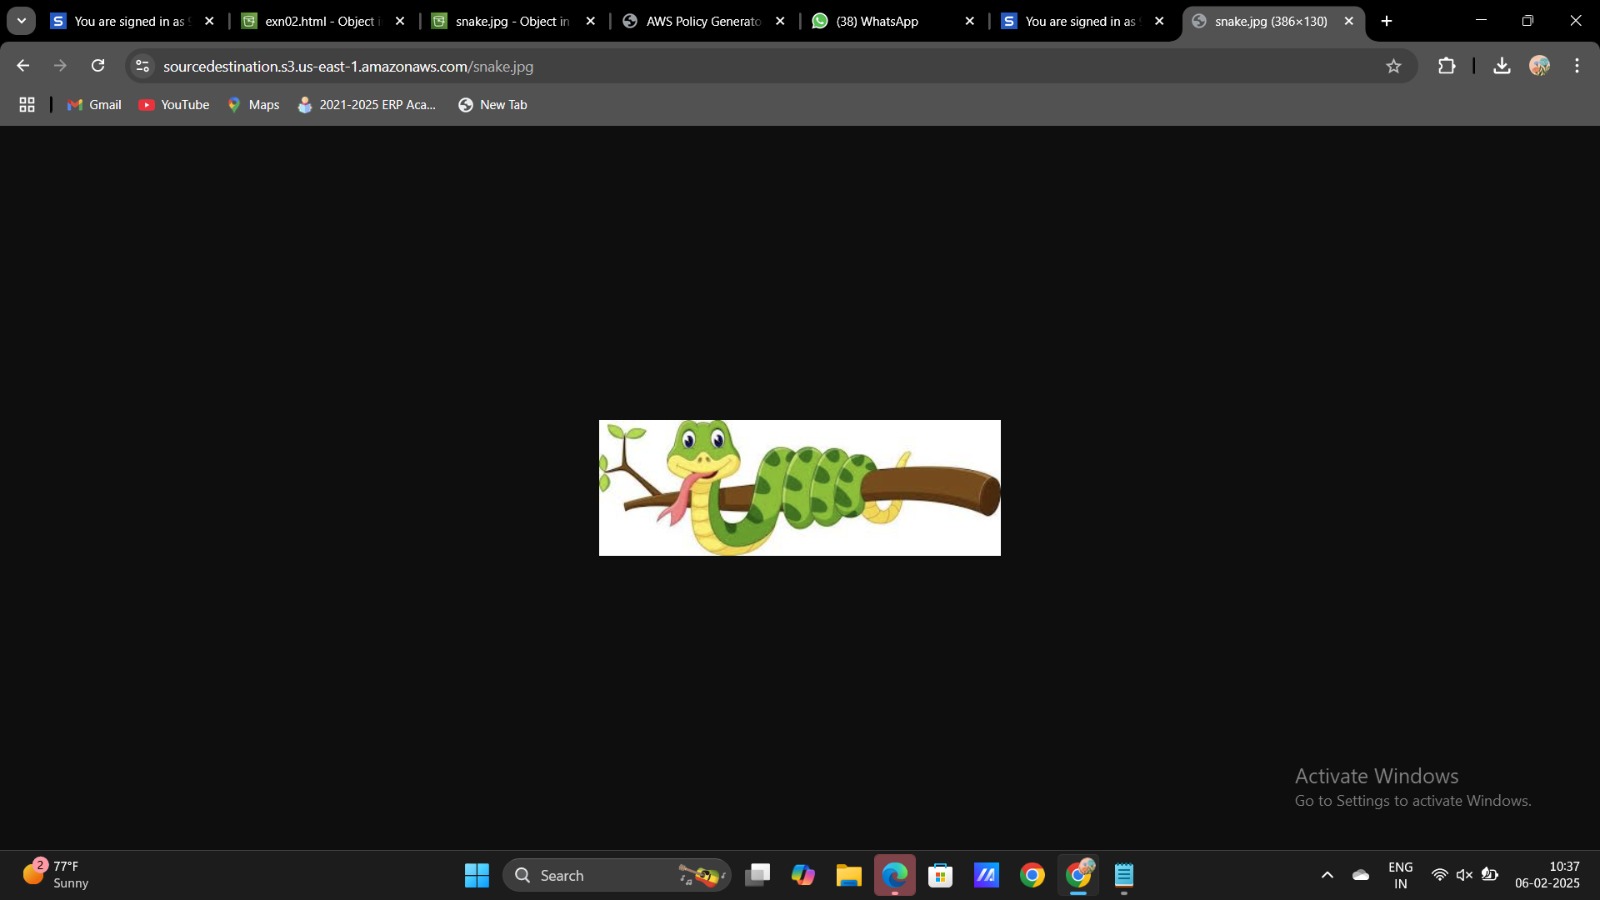 You are signed in as
exn02.html - Object i
snake.jpg - Object in
AWS Policy Generato
(38) WhatsApp
You are signed in as
snake.jpg (386×130)
sourcedestination.s3.us-east-1.amazonaws.com/snake.jpg
Gmail
YouTube
Maps
2021-2025 ERP Aca...
New Tab
Activate Windows
Go to Settings to activate Windows.
2
77°F
Sunny
Search
ENG
IN
10:37
06-02-2025